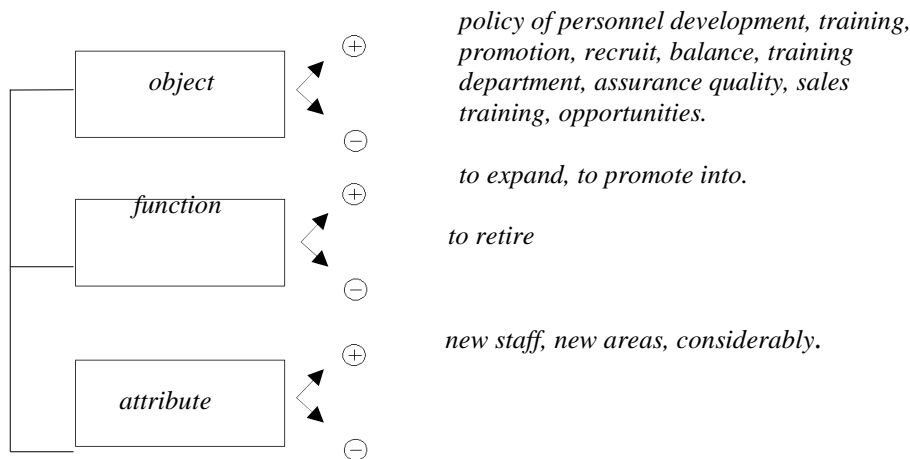 policy of personnel development, training,
promotion, recruit, balance, training
department, assurance quality, sales
training, opportunities.
object
+
−
to expand, to promote into.
function
+
to retire
−
new staff, new areas, considerably.
attribute
+
−